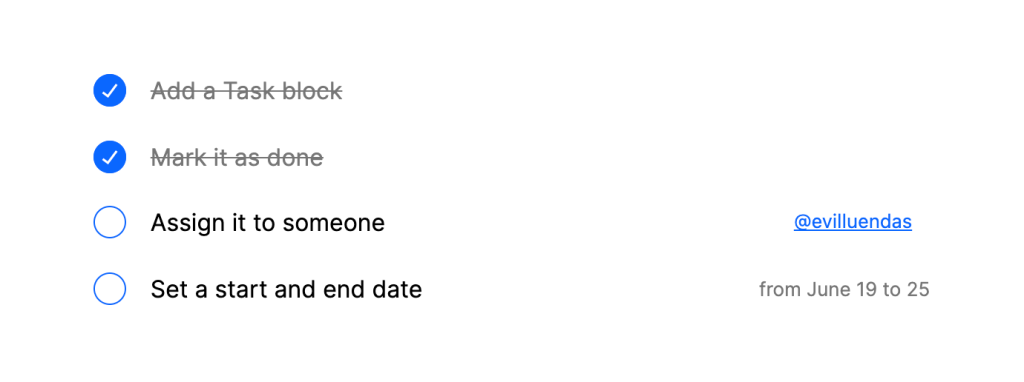 Add a Task block
Mark it as done
Assign it to someone @evilluendas
Set a start and end date from June 19 to 25